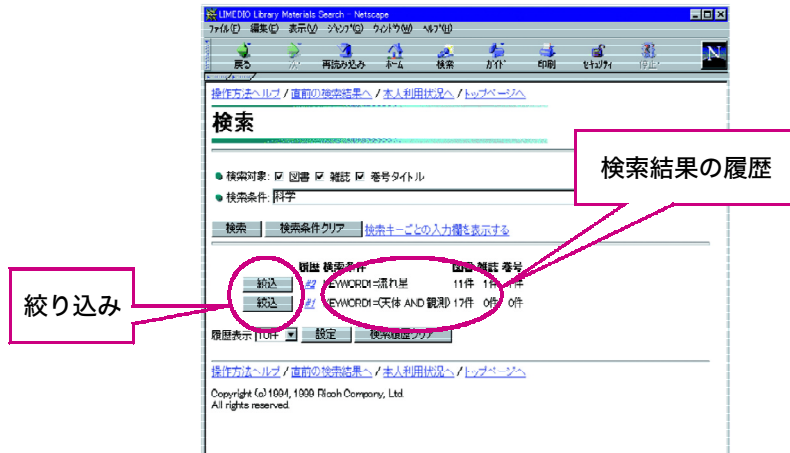 LIMEDIO Library Materials Search - Netscape
ファイル(F) 編集(E) 表示(V) ジャンプ(G) ウィンドウ(W) ヘルプ(H)
戻る 次へ 再読み込み ホーム 検索 ガイド 印刷 セキュリティ 停止
操作方法ヘルプ / 直前の検索結果へ / 本人利用状況へ / トップページへ
検索
検索結果の履歴
検索対象: 図書 雑誌 巻号タイトル
検索条件: 科学
検索 検索条件クリア 検索キーごとの入力欄を表示する
履歴 検索条件 図書 雑誌 巻号
絞込 #2 KEYWORD1=流れ星 11件 1件
絞り込み
絞込 #1 KEYWORD1=(天体 AND 観測) 17件 0件 0件
履歴表示 10件 設定 検索履歴クリア
操作方法ヘルプ / 直前の検索結果へ / 本人利用状況へ / トップページへ
Copyright (c) 1994, 1999 Ricoh Company, Ltd.
All rights reserved.